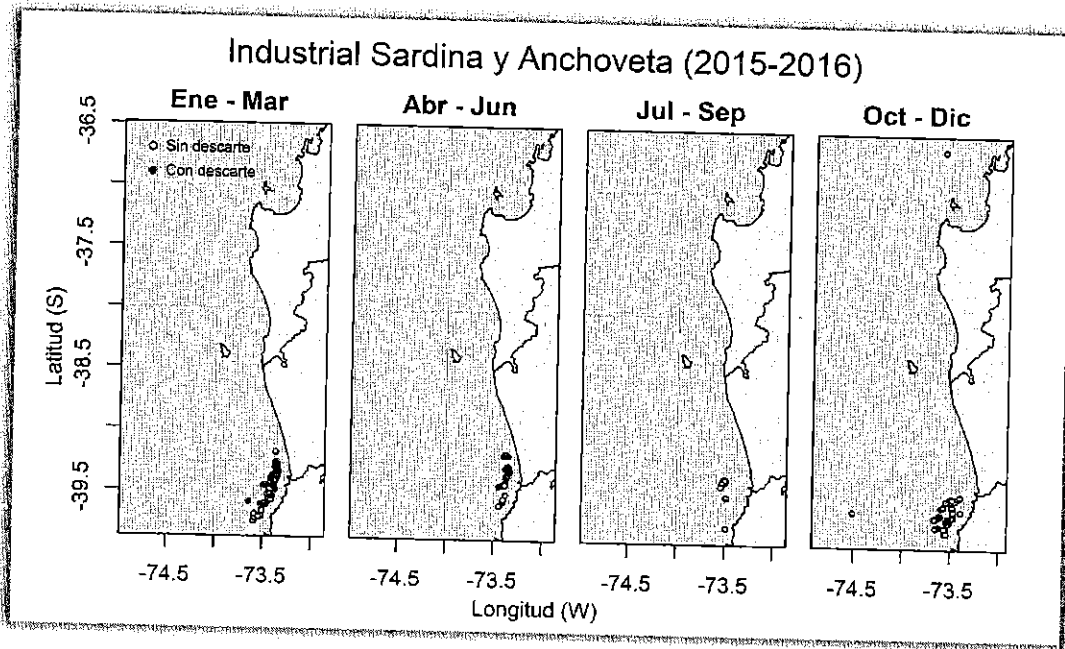 Industrial Sardina y Anchoveta (2015-2016)
Ene - Mar
Abr - Jun
Jul - Sep
Oct - Dic
Sin descarte
Con descarte
Latitud (S)
-36.5
-37.5
-38.5
-39.5
-74.5
-73.5
-74.5
-73.5
-74.5
-73.5
-74.5
-73.5
Longitud (W)